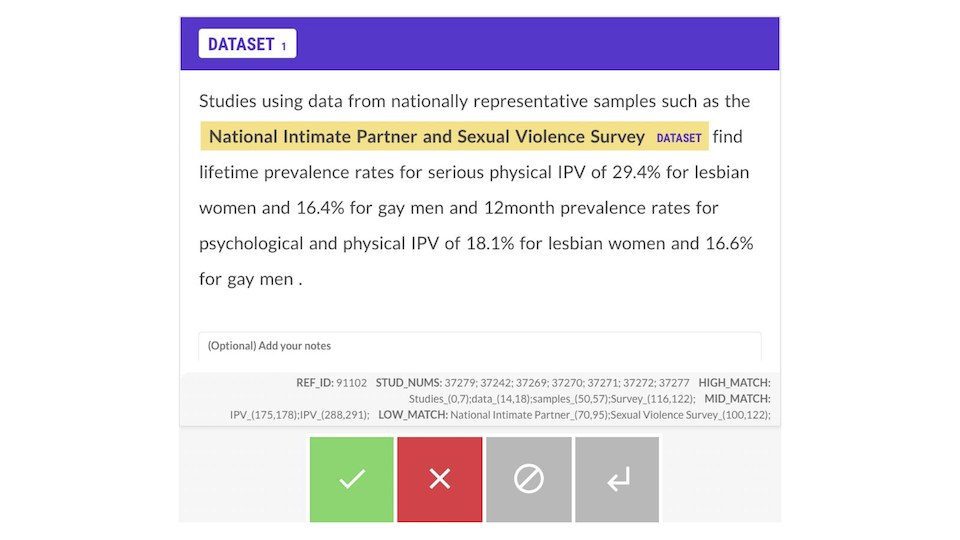 DATASET 1
Studies using data from nationally representative samples such as the
National Intimate Partner and Sexual Violence Survey DATASET find
lifetime prevalence rates for serious physical IPV of 29.4% for lesbian
women and 16.4% for gay men and 12month prevalence rates for
psychological and physical IPV of 18.1% for lesbian women and 16.6%
for gay men .
(Optional) Add your notes
REF_ID: 91102 STUD_NUMS: 37279; 37242; 37269; 37270; 37271; 37272; 37277 HIGH_MATCH:
Studies_(0,7);data_(14,18);samples_(50,57);Survey_(116,122); MID_MATCH:
IPV_(175,178);IPV_(288,291); LOW_MATCH: National Intimate Partner_(70,95);Sexual Violence Survey_(100,122);